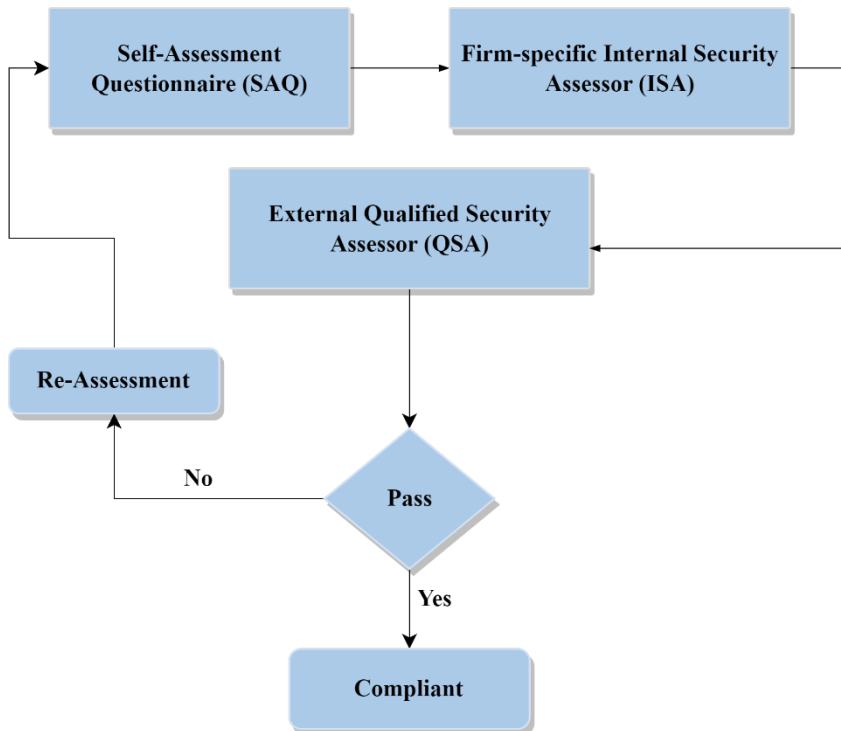 Self-Assessment
Questionnaire (SAQ)
Firm-specific Internal Security
Assessor (ISA)
External Qualified Security
Assessor (QSA)
Re-Assessment
No
Pass
Yes
Compliant